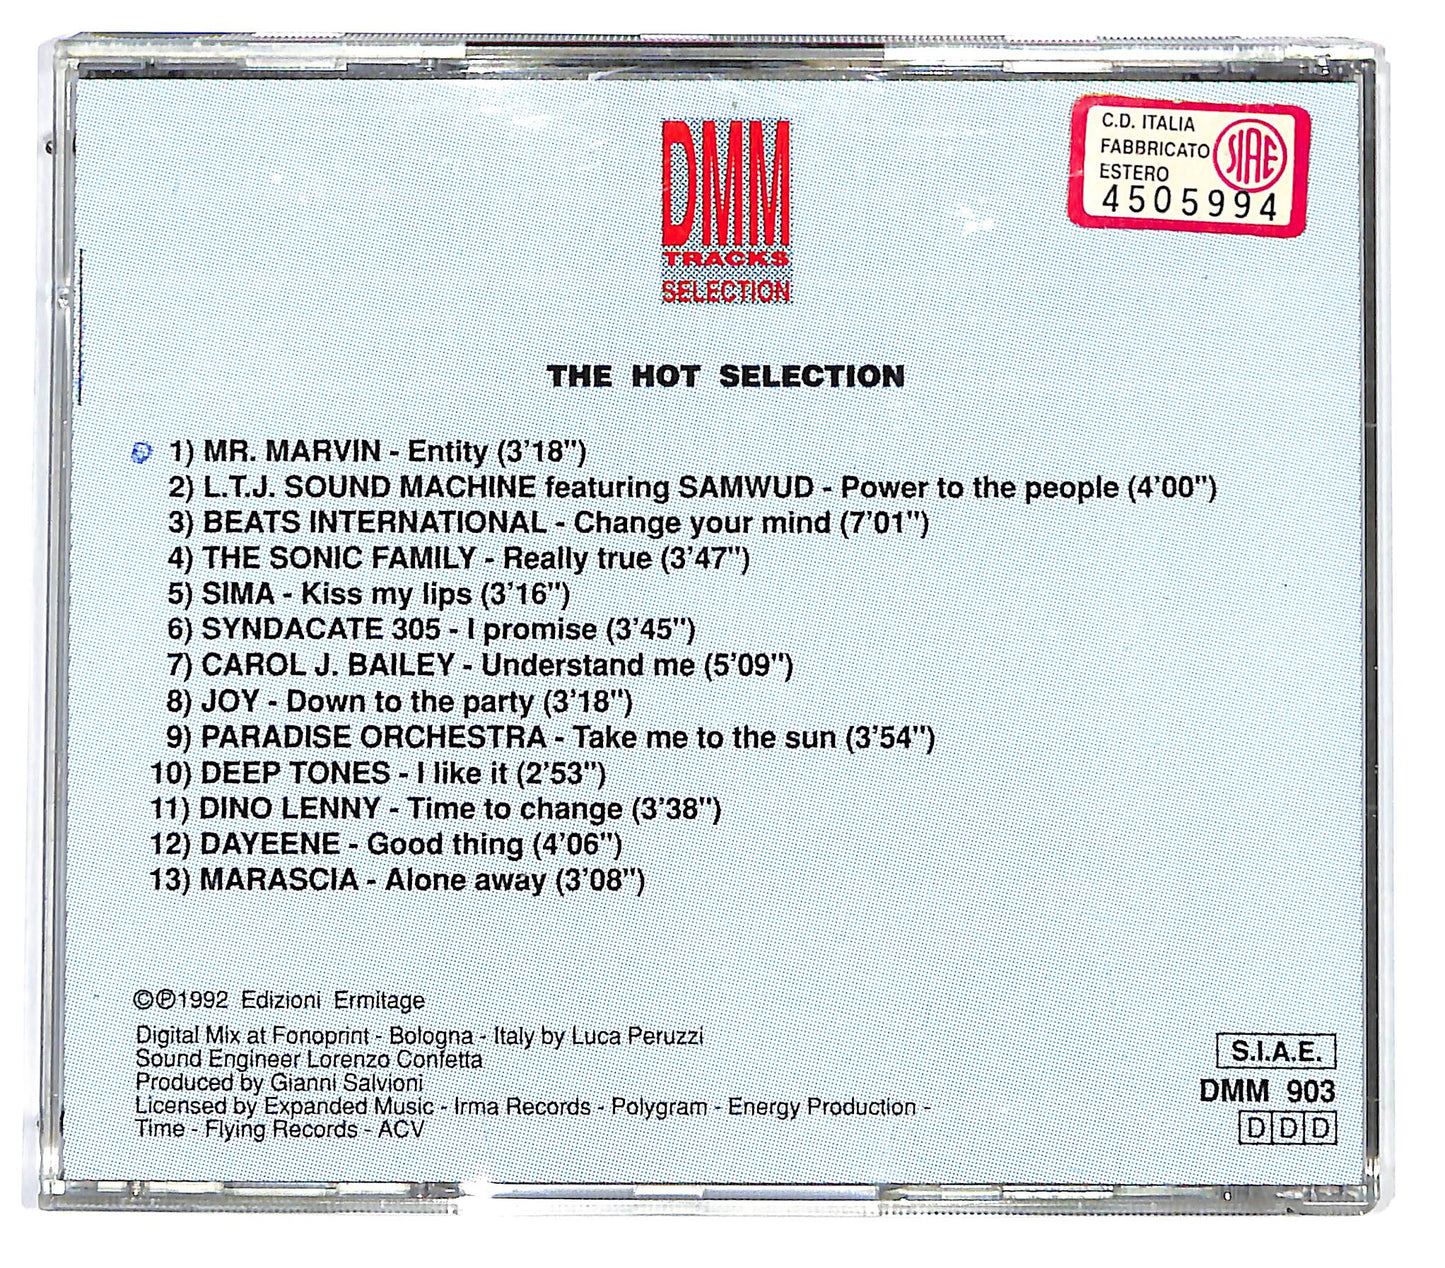 DMM
TRACKS
SELECTION
C.D. ITALIA
FABBRICATO
ESTERO
SIAE
4505994
THE HOT SELECTION
1) MR. MARVIN - Entity (3'18")
2) L.T.J. SOUND MACHINE featuring SAMWUD - Power to the people (4'00")
3) BEATS INTERNATIONAL - Change your mind (7'01")
4) THE SONIC FAMILY - Really true (3'47")
5) SIMA - Kiss my lips (3'16")
6) SYNDACATE 305 - I promise (3'45")
7) CAROL J. BAILEY - Understand me (5'09")
8) JOY - Down to the party (3'18")
9) PARADISE ORCHESTRA - Take me to the sun (3'54")
10) DEEP TONES - I like it (2'53")
11) DINO LENNY - Time to change (3'38")
12) DAYEENE - Good thing (4'06")
13) MARASCIA - Alone away (3'08")
©℗1992 Edizioni Ermitage
Digital Mix at Fonoprint - Bologna - Italy by Luca Peruzzi
Sound Engineer Lorenzo Confetta
Produced by Gianni Salvioni
Licensed by Expanded Music - Irma Records - Polygram - Energy Production -
Time - Flying Records - ACV
S.I.A.E.
DMM 903
DDD